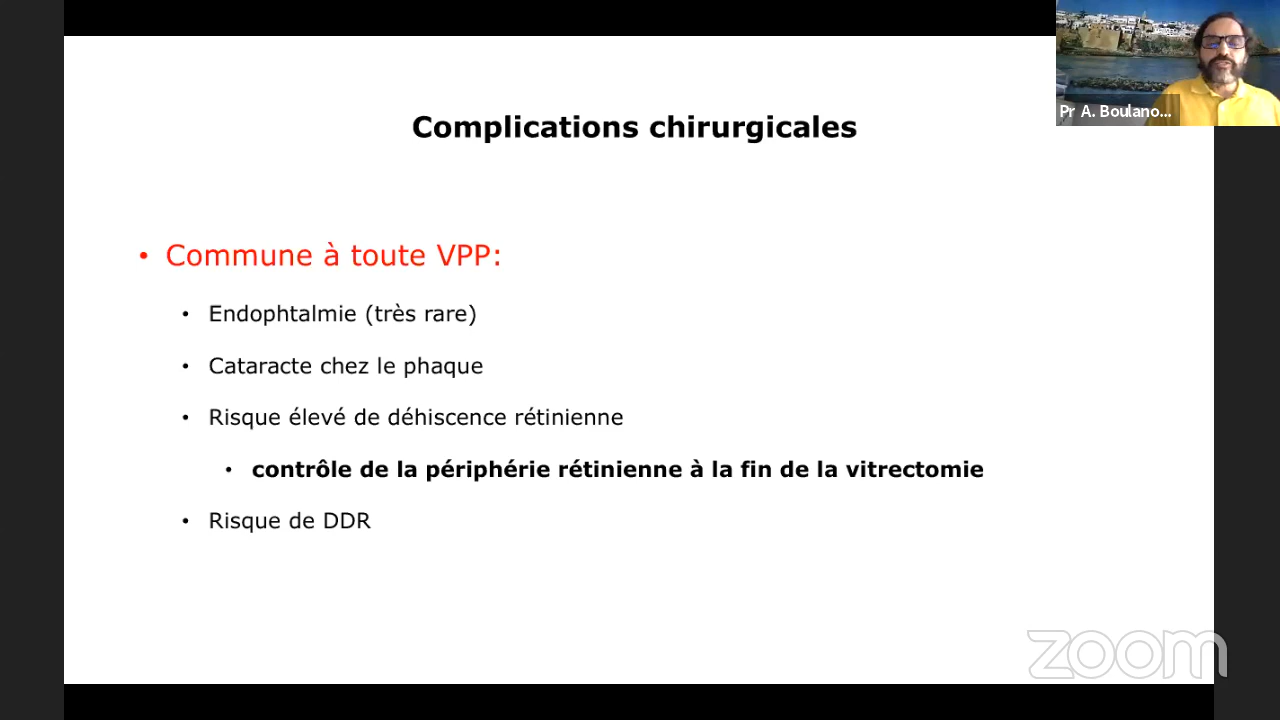 Pr A. Boulano...
Complications chirurgicales
• Commune à toute VPP:
• Endophtalmie (très rare)
• Cataracte chez le phaque
• Risque élevé de déhiscence rétinienne
• contrôle de la périphérie rétinienne à la fin de la vitrectomie
• Risque de DDR
zoom